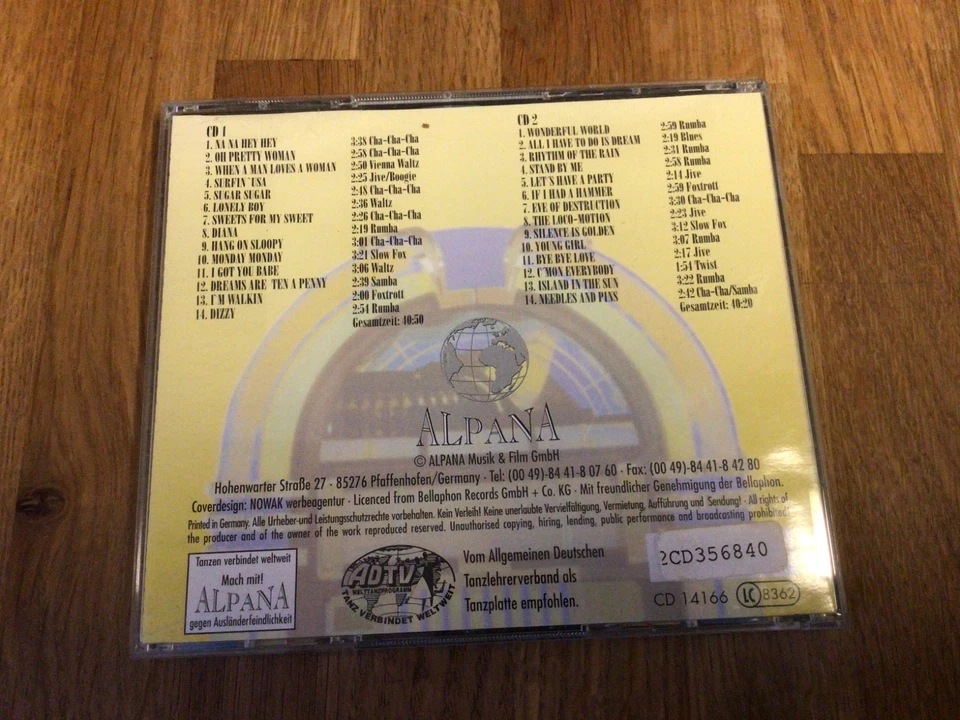 CD 1
1. NA NA HEY HEY 3:38 Cha-Cha-Cha
2. OH PRETTY WOMAN 2:58 Cha-Cha-Cha
3. WHEN A MAN LOVES A WOMAN 2:50 Vienna Waltz
4. SURFIN´USA 2:25 Jive/Boogie
5. SUGAR SUGAR 2:48 Cha-Cha-Cha
6. LONELY BOY 2:36 Waltz
7. SWEETS FOR MY SWEET 2:26 Cha-Cha-Cha
8. DIANA 2:19 Rumba
9. HANG ON SLOOPY 3:01 Cha-Cha-Cha
10. MONDAY MONDAY 3:21 Slow Fox
11. I GOT YOU BABE 3:06 Waltz
12. DREAMS ARE TEN A PENNY 2:39 Samba
13. I´M WALKIN 2:00 Foxtrott
14. DIZZY 2:54 Rumba
Gesamtzeit: 40:50
CD 2
1. WONDERFUL WORLD 2:59 Rumba
2. ALL I HAVE TO DO IS DREAM 2:19 Blues
3. RHYTHM OF THE RAIN 2:31 Rumba
4. STAND BY ME 2:58 Rumba
5. LET´S HAVE A PARTY 2:14 Jive
6. IF I HAD A HAMMER 2:59 Foxtrott
7. EVE OF DESTRUCTION 3:30 Cha-Cha-Cha
8. THE LOCO-MOTION 2:23 Jive
9. SILENCE IS GOLDEN 3:12 Slow Fox
10. YOUNG GIRL 3:07 Rumba
11. BYE BYE LOVE 2:17 Jive
12. C´MON EVERYBODY 1:54 Twist
13. ISLAND IN THE SUN 3:22 Rumba
14. NEEDLES AND PINS 2:42 Cha-Cha/Samba
Gesamtzeit: 40:20
ALPANA
© ALPANA Musik & Film GmbH
Hohenwarter Straße 27 · 85276 Pfaffenhofen/Germany · Tel: (00 49)-84 41-8 07 60 · Fax: (00 49)-84 41-8 42 80
Coverdesign: NOWAK werbeagentur · Licenced from Bellaphon Records GmbH + Co. KG · Mit freundlicher Genehmigung der Bellaphon.
Printed in Germany. Alle Urheber-und Leistungsschutzrechte vorbehalten. Kein Verleih! Keine unerlaubte Vervielfältigung, Vermietung, Aufführung und Sendung! · All rights of
the producer and of the owner of the work reproduced reserved. Unauthorised copying, hiring, lending, public performance and broadcasting prohibited
Tanzen verbindet weltweit
Mach mit!
ALPANA
gegen Ausländerfeindlichkeit
ADTV
WELTTANZPROGRAMM
TANZ VERBINDET WELTWEIT
Vom Allgemeinen Deutschen
Tanzlehrerverband als
Tanzplatte empfohlen.
2CD356840
CD 14166 LC 8362